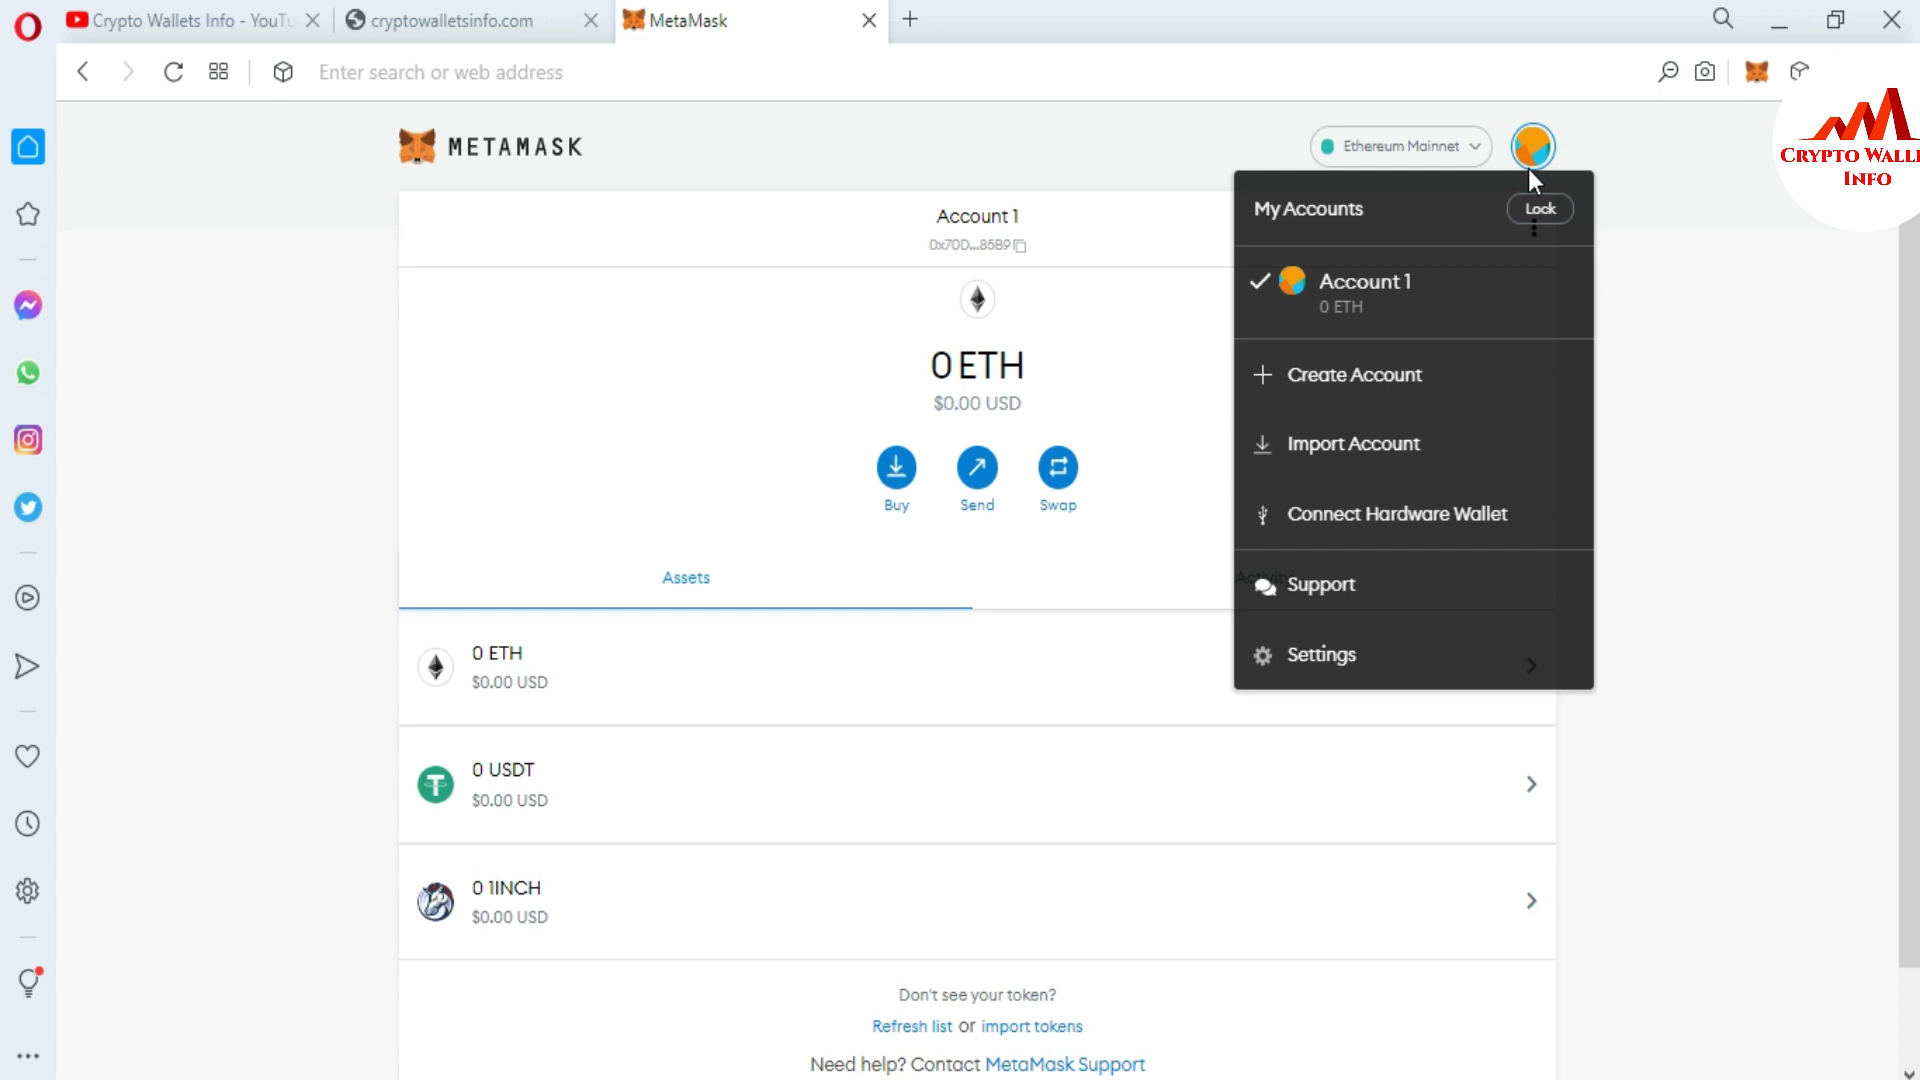 Crypto Wallets Info - YouTu
cryptowalletsinfo.com
MetaMask
Enter search or web address
CRYPTO WALLE
INFO
METAMASK
Ethereum Mainnet
Account 1
0x70D...85B9
0 ETH
$0.00 USD
Buy
Send
Swap
Assets
Activity
My Accounts
Lock
Account 1
0 ETH
Create Account
Import Account
Connect Hardware Wallet
Support
Settings
0 ETH
$0.00 USD
0 USDT
$0.00 USD
0 1INCH
$0.00 USD
Don't see your token?
Refresh list or import tokens
Need help? Contact MetaMask Support